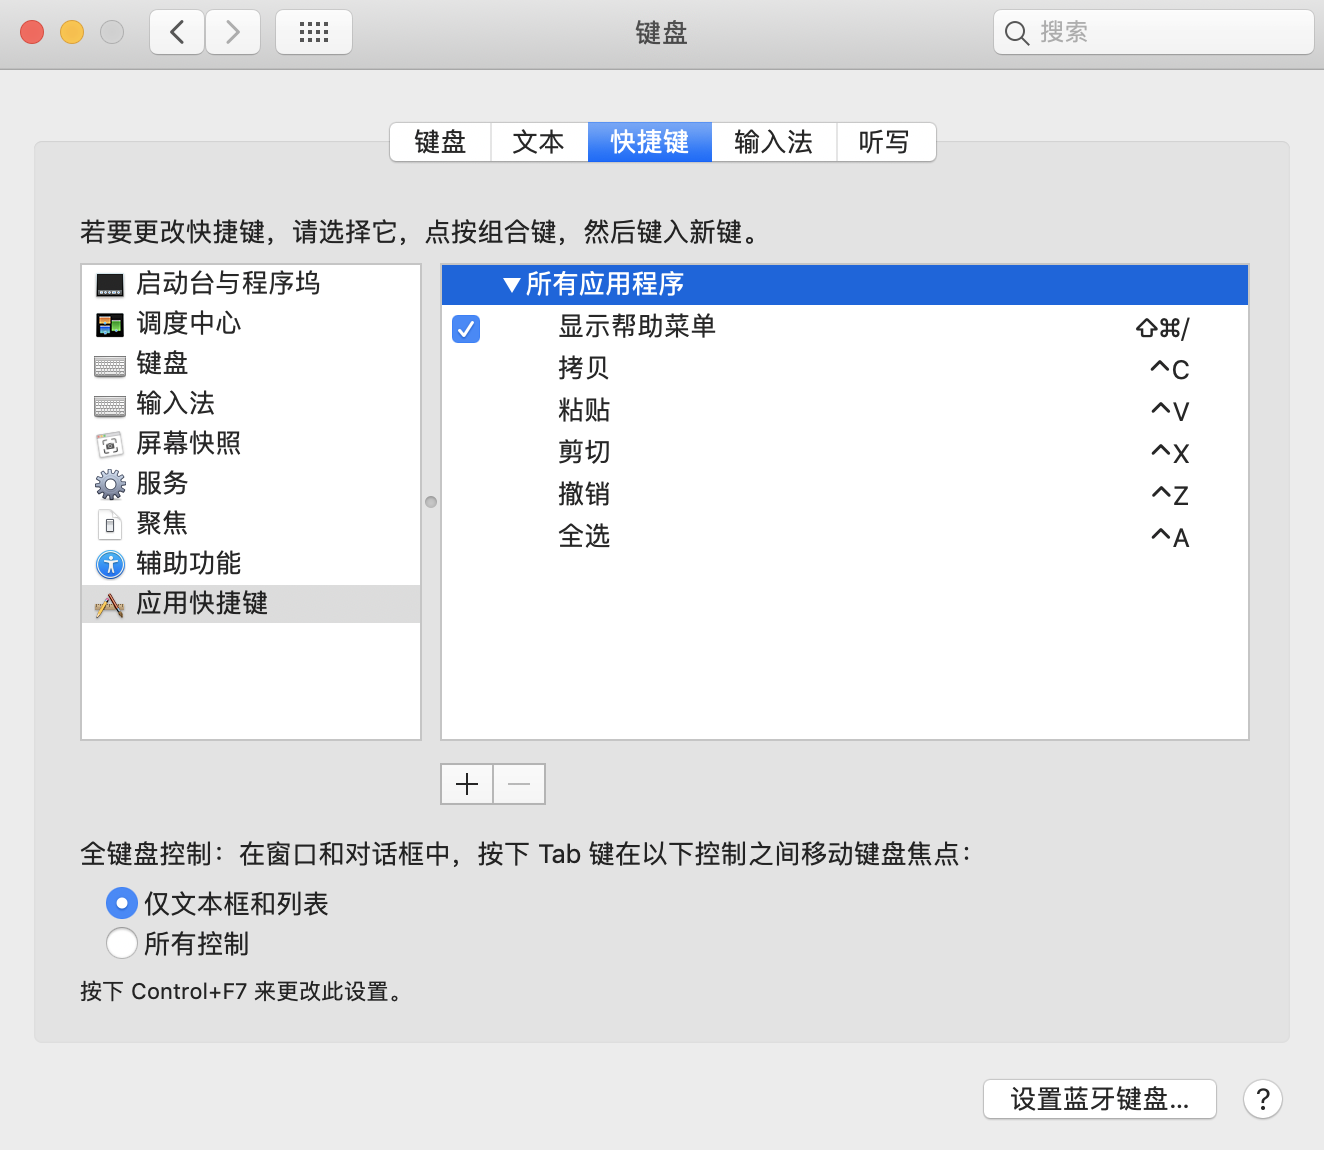 键盘
搜索
键盘 文本 快捷键 输入法 听写
若要更改快捷键，请选择它，点按组合键，然后键入新键。
启动台与程序坞
调度中心
键盘
输入法
屏幕快照
服务
聚焦
辅助功能
应用快捷键
▼所有应用程序
显示帮助菜单 ⇧⌘/
拷贝 ^C
粘贴 ^V
剪切 ^X
撤销 ^Z
全选 ^A
全键盘控制：在窗口和对话框中，按下 Tab 键在以下控制之间移动键盘焦点：
仅文本框和列表
所有控制
按下 Control+F7 来更改此设置。
设置蓝牙键盘... ?